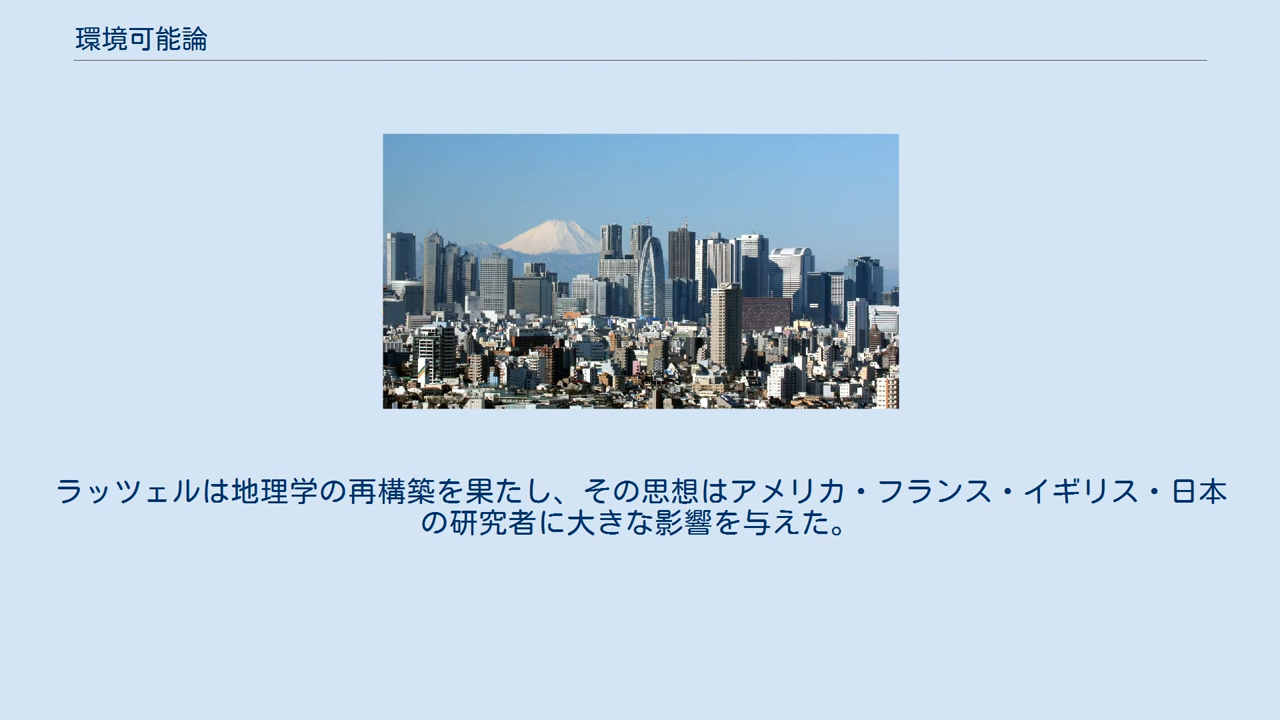 環境可能論
ラッツェルは地理学の再構築を果たし、その思想はアメリカ・フランス・イギリス・日本
の研究者に大きな影響を与えた。